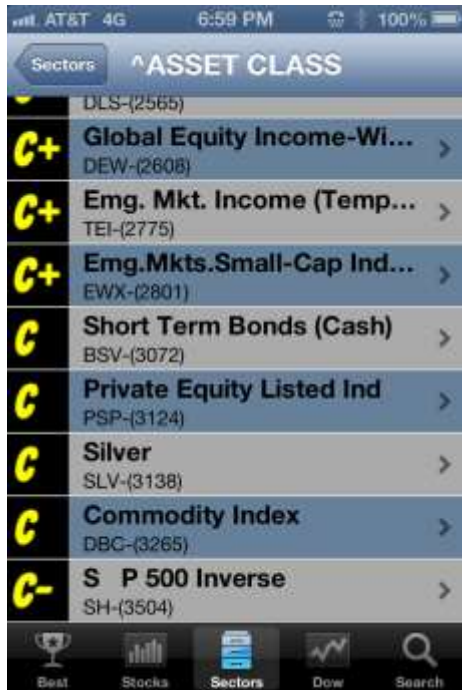 AT&T 4G 6:59 PM 100%
Sectors ^ASSET CLASS
DLS-(2565)
C+ Global Equity Income-Wi...
DEW-(2608)
C+ Emg. Mkt. Income (Temp...
TEI-(2775)
C+ Emg.Mkts.Small-Cap Ind...
EWX-(2801)
C Short Term Bonds (Cash)
BSV-(3072)
C Private Equity Listed Ind
PSP-(3124)
C Silver
SLV-(3138)
C Commodity Index
DBC-(3265)
C- S P 500 Inverse
SH-(3504)
Best Stocks Sectors Dow Search